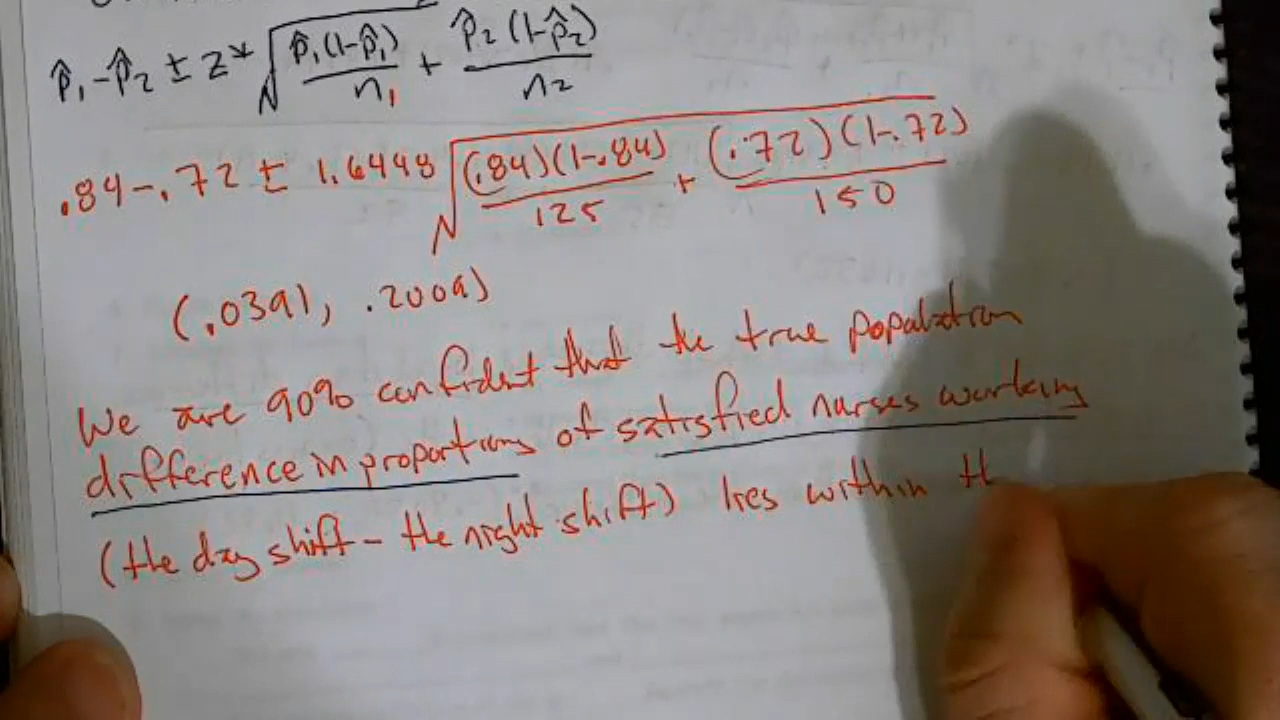 p̂₁-p̂₂ ± z* √ p̂₁(1-p̂₁)/n₁ + p̂₂(1-p̂₂)/n₂
.84-.72 ± 1.6448 √ (.84)(1-.84)/125 + (.72)(1-.72)/150
(.0391, .2009)
We are 90% confident that the true population
difference in proportions of satisfied nurses working
(the day shift - the night shift) lies within th